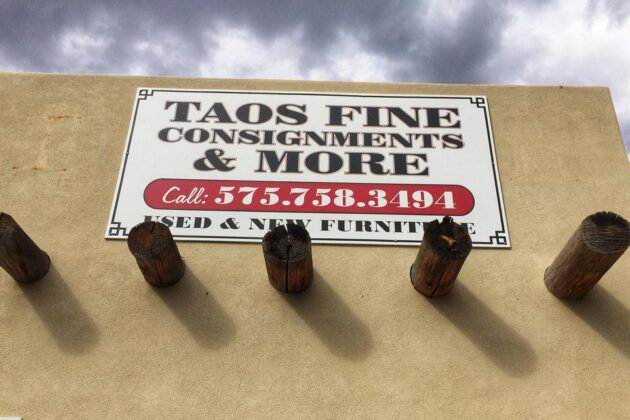 TAOS FINE
CONSIGNMENTS
& MORE
Call: 575.758.3494
USED & NEW FURNITURE